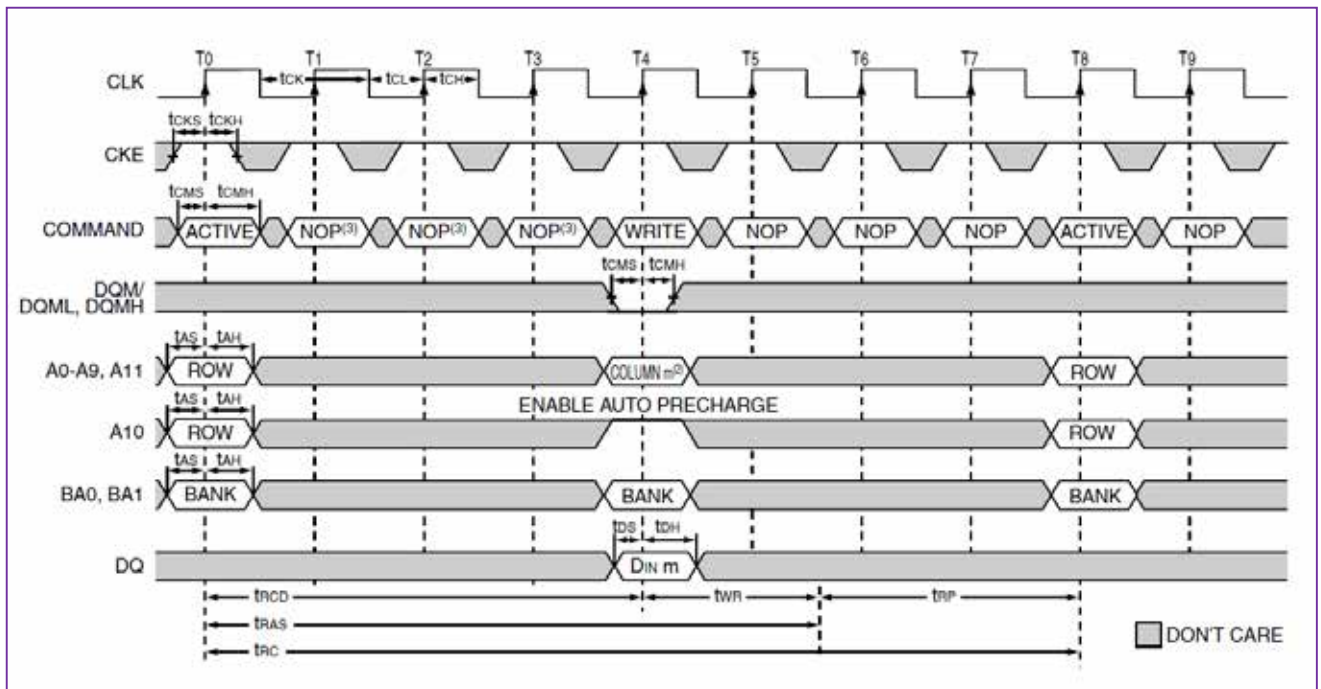 T0 T1 T2 T3 T4 T5 T6 T7 T8 T9
CLK tCK tCL tCH
tCKS tCKH
CKE
tCMS tCMH
COMMAND ACTIVE NOP(3) NOP(3) NOP(3) WRITE NOP NOP NOP ACTIVE NOP
tCMS tCMH
DQM/
DQML, DQMH
tAS tAH
A0-A9, A11 ROW COLUMN m(2) ROW
tAS tAH ENABLE AUTO PRECHARGE
A10 ROW ROW
tAS tAH
BA0, BA1 BANK BANK BANK
tDS tDH
DQ DIN m
tRCD tWR tRP
tRAS
DON'T CARE
tRC